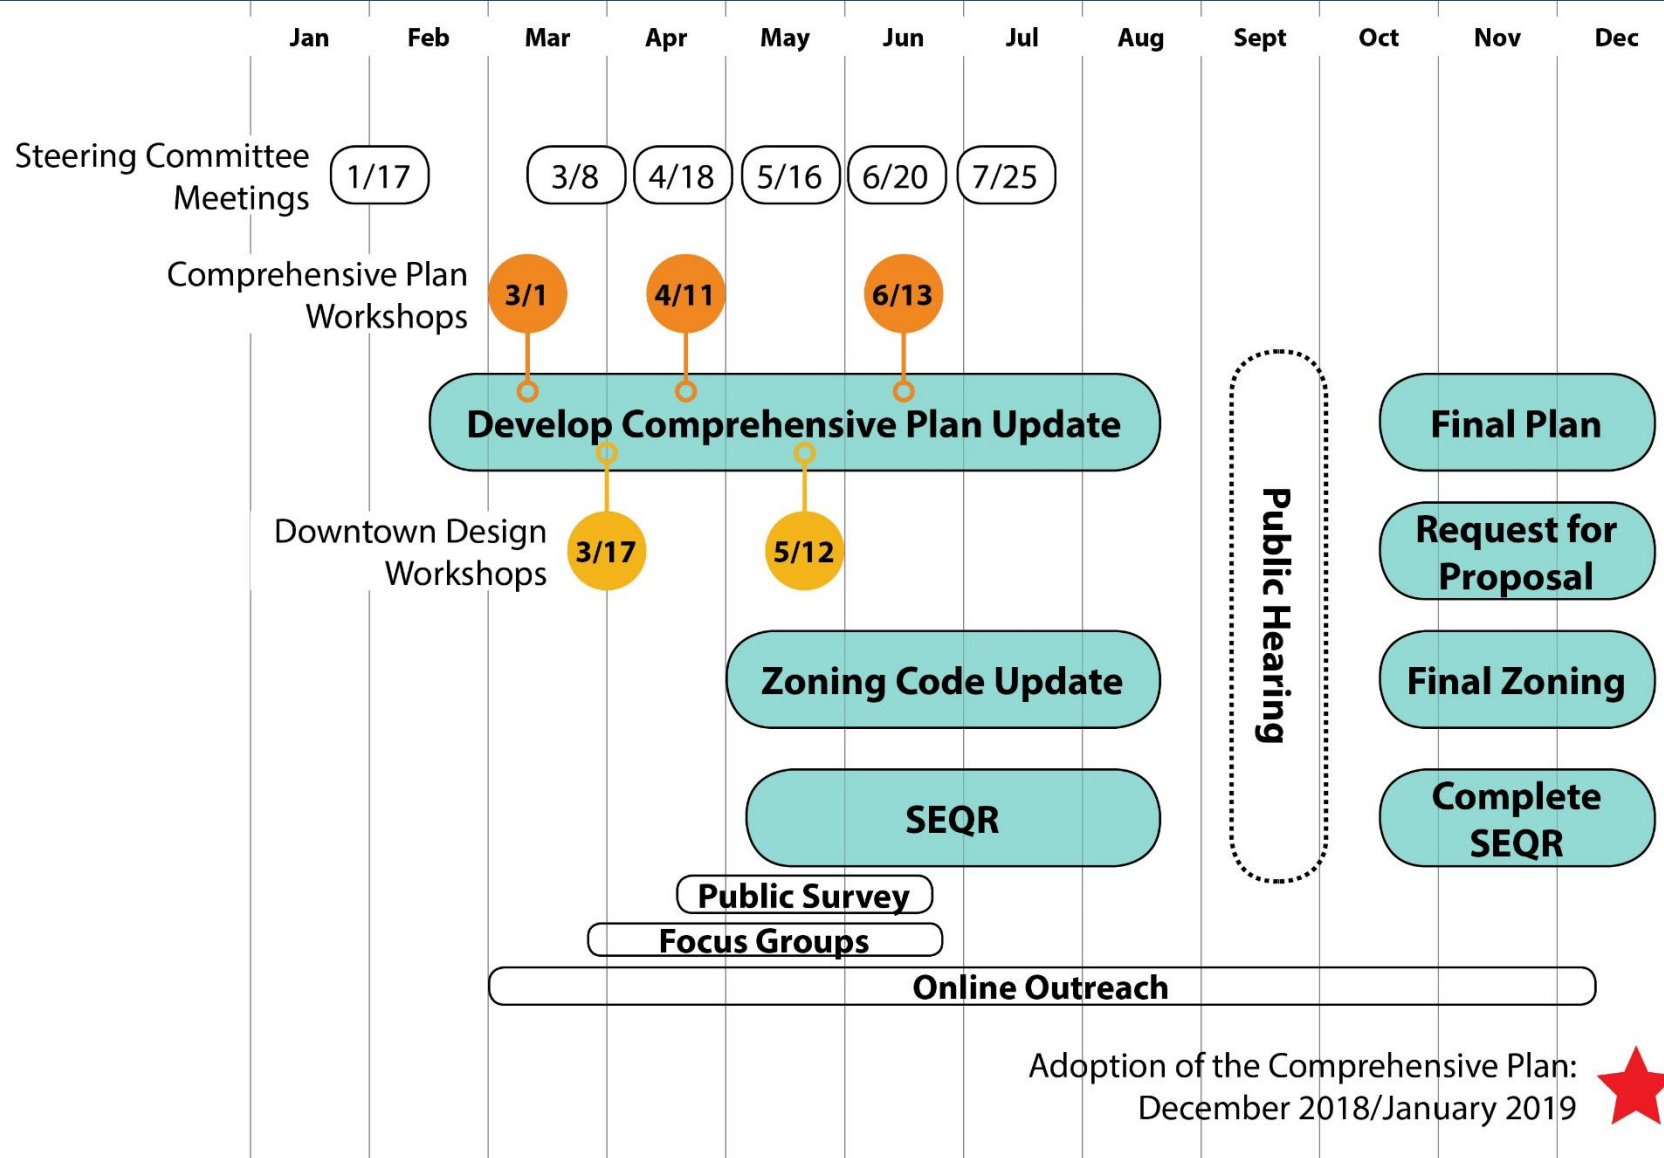 Jan Feb Mar Apr May Jun Jul Aug Sept Oct Nov Dec
Steering Committee
Meetings
1/17 3/8 4/18 5/16 6/20 7/25
Comprehensive Plan
Workshops
3/1 4/11 6/13
Develop Comprehensive Plan Update
Downtown Design
Workshops
3/17 5/12
Zoning Code Update
SEQR
Public Hearing
Final Plan
Request for
Proposal
Final Zoning
Complete
SEQR
Public Survey
Focus Groups
Online Outreach
Adoption of the Comprehensive Plan:
December 2018/January 2019